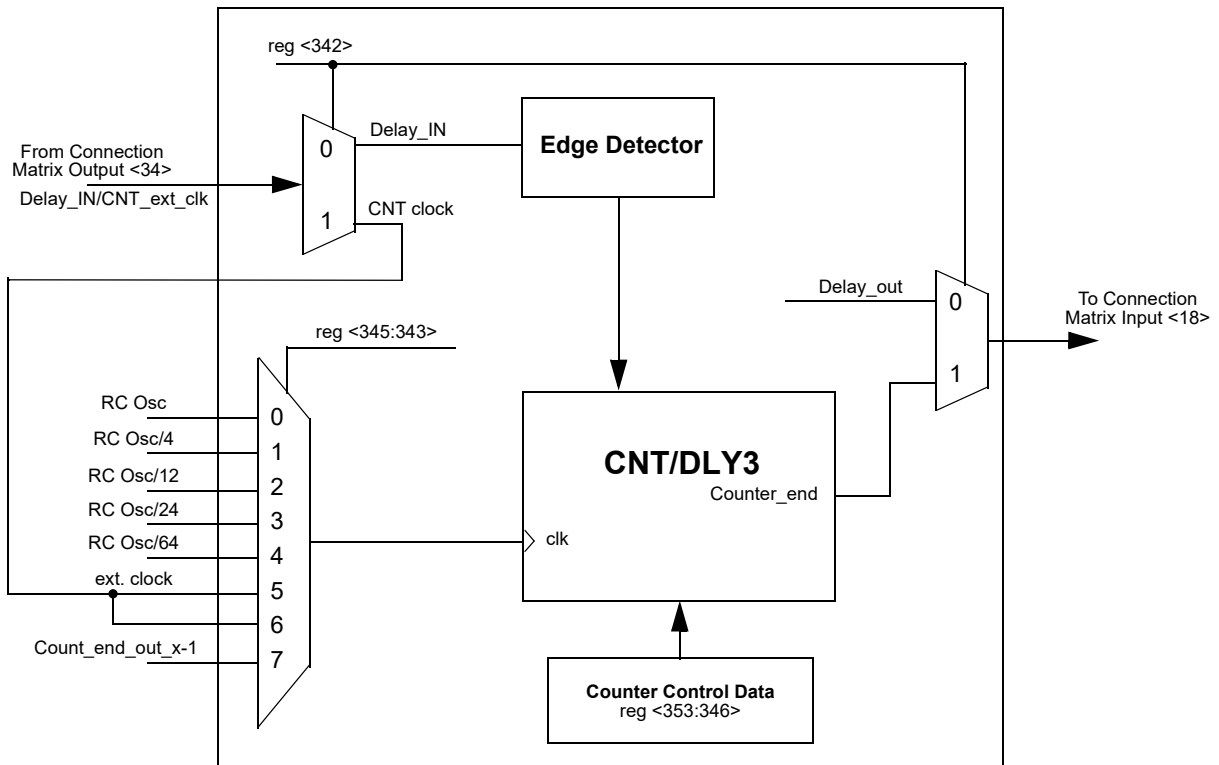 reg <342>
Delay_IN
Edge Detector
From Connection
Matrix Output <34>
Delay_IN/CNT_ext_clk
0
1
CNT clock
Delay_out
0
1
To Connection
Matrix Input <18>
reg <345:343>
RC Osc
RC Osc/4
RC Osc/12
RC Osc/24
RC Osc/64
ext. clock
Count_end_out_x-1
0
1
2
3
4
5
6
7
CNT/DLY3
Counter_end
clk
Counter Control Data
reg <353:346>